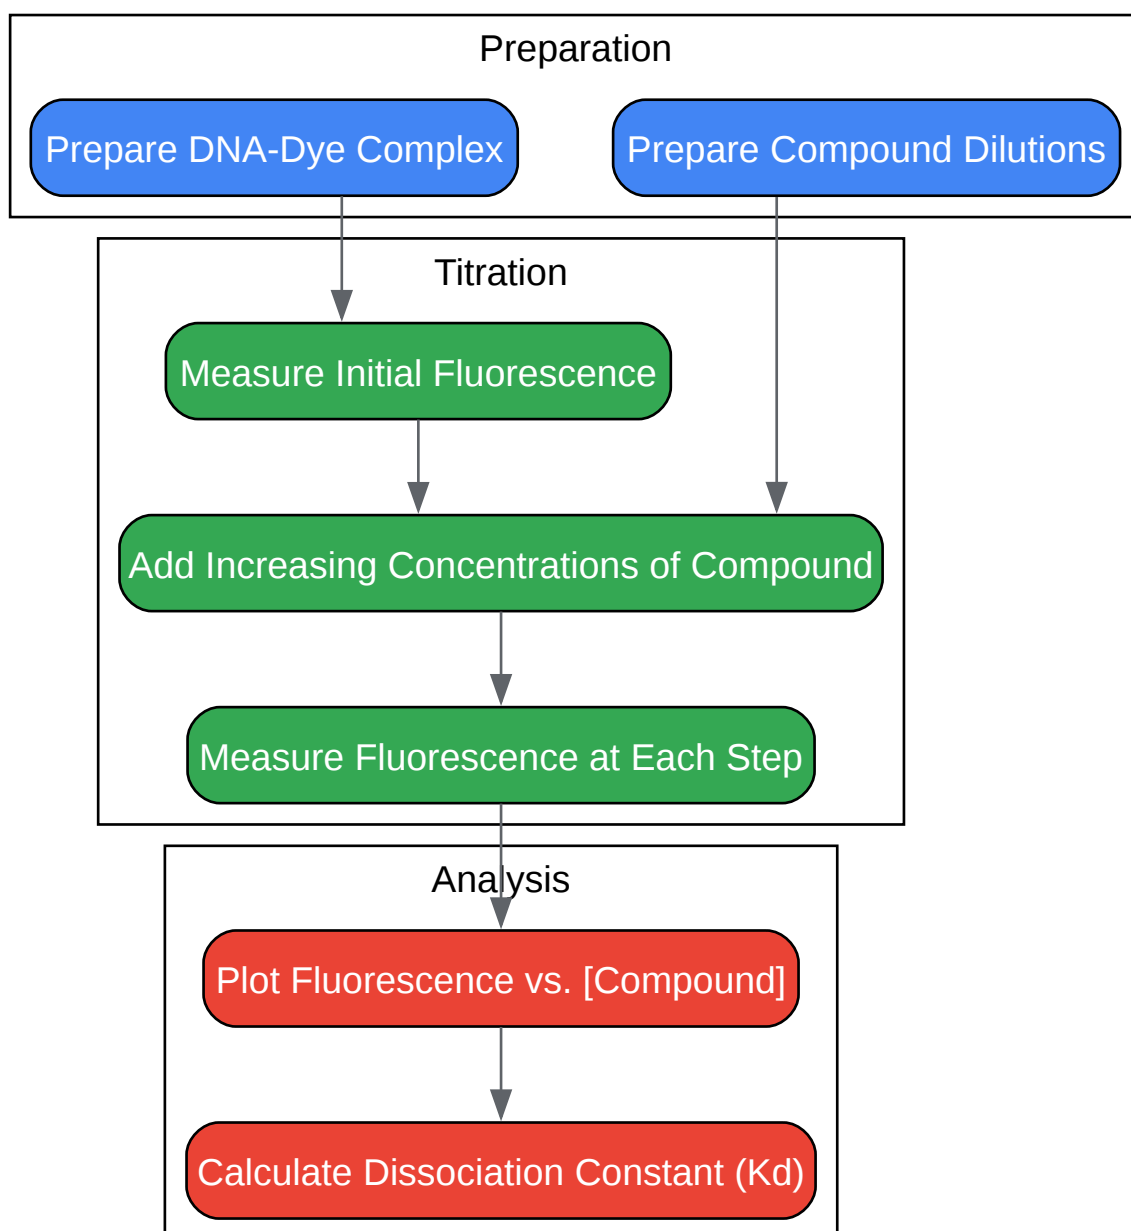 Preparation
Prepare DNA-Dye Complex
Prepare Compound Dilutions
Titration
Measure Initial Fluorescence
Add Increasing Concentrations of Compound
Measure Fluorescence at Each Step
Analysis
Plot Fluorescence vs. [Compound]
Calculate Dissociation Constant (Kd)